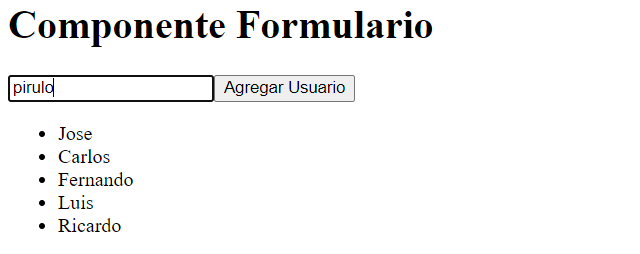 Componente Formulario
pirulo Agregar Usuario
Jose
Carlos
Fernando
Luis
Ricardo